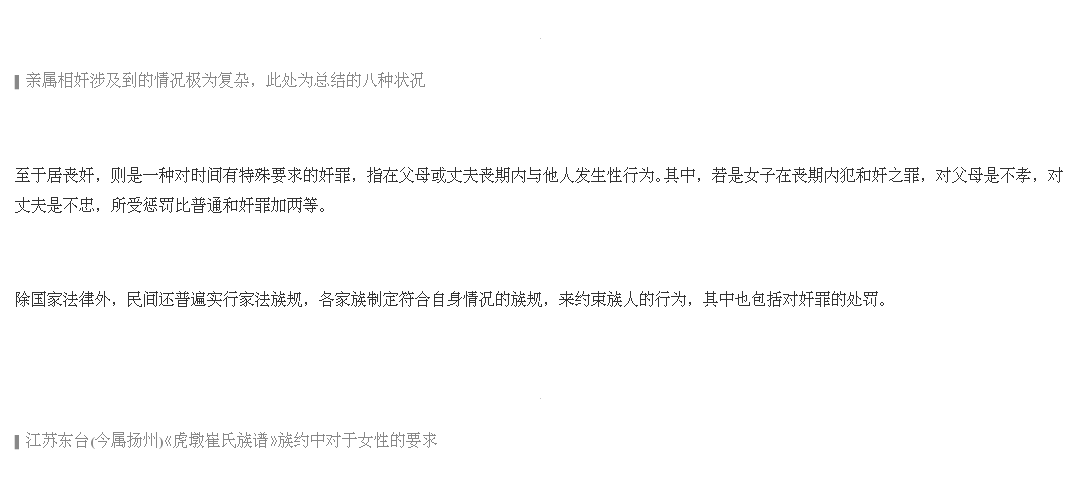 亲属相奸涉及到的情况极为复杂，此处为总结的八种状况
至于居丧奸，则是一种对时间有特殊要求的奸罪，指在父母或丈夫丧期内与他人发生性行为。其中，若是女子在丧期内犯和奸之罪，对父母是不孝，对
丈夫是不忠，所受惩罚比普通和奸罪加两等。
除国家法律外，民间还普遍实行家法族规，各家族制定符合自身情况的族规，来约束族人的行为，其中也包括对奸罪的处罚。
江苏东台(今属扬州)《虎墩崔氏族谱》族约中对于女性的要求